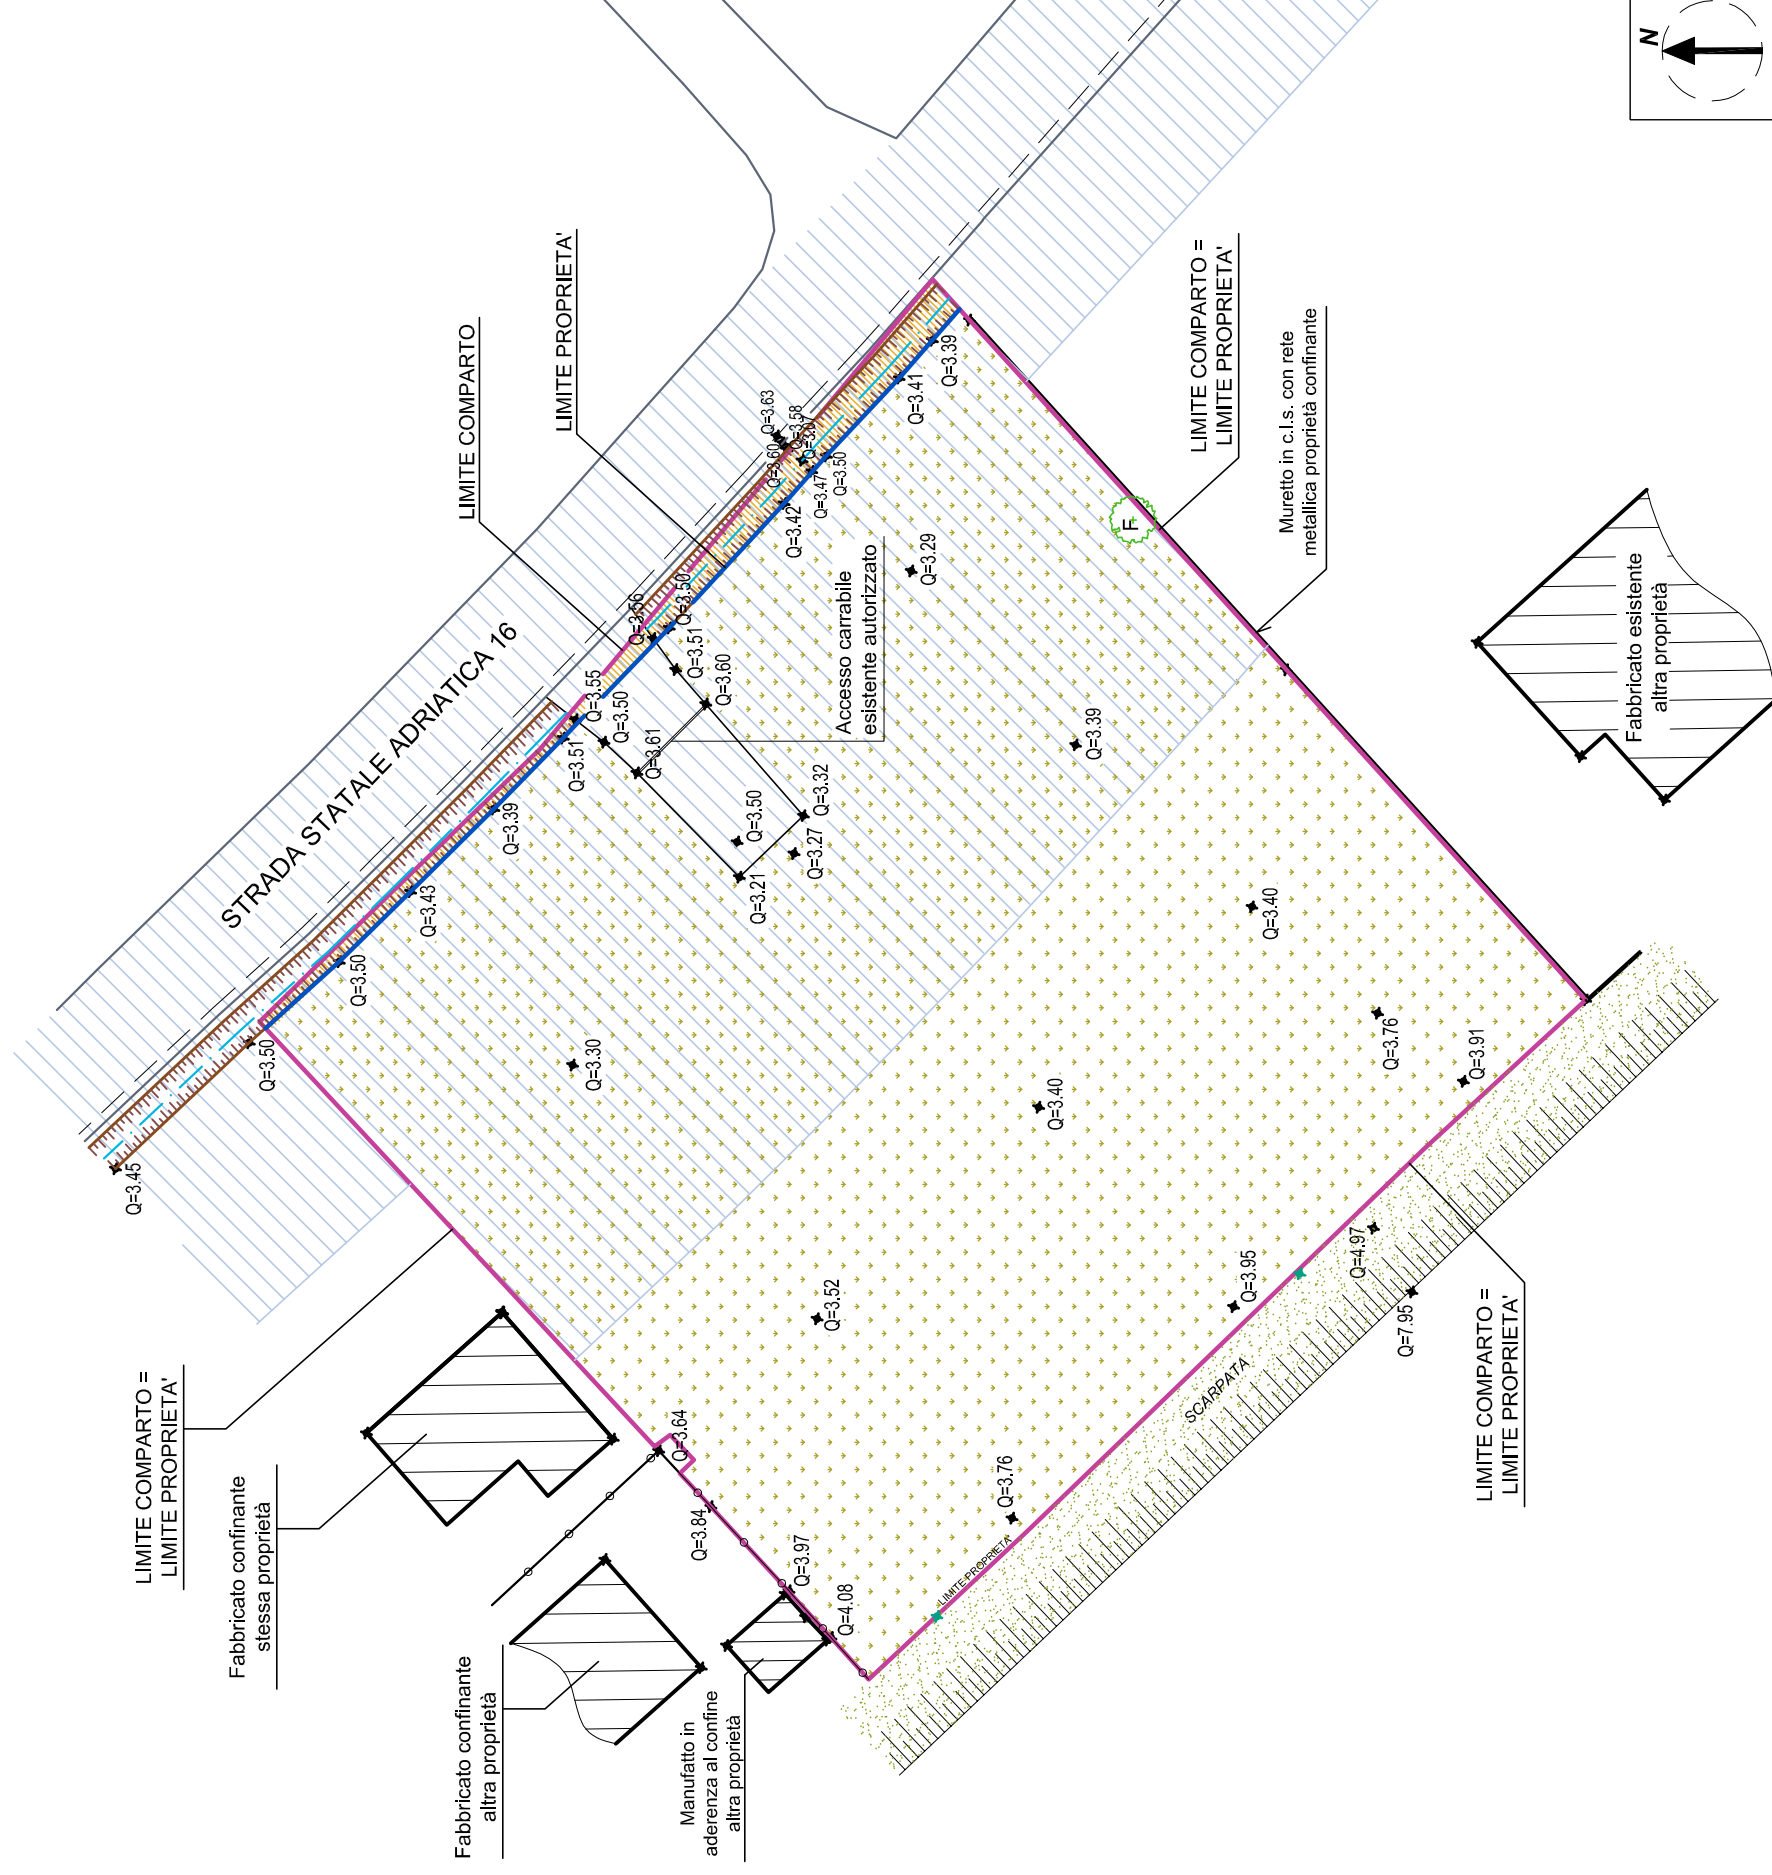 N
STRADA STATALE ADRIATICA 16
LIMITE COMPARTO
LIMITE PROPRIETA'
LIMITE COMPARTO =
LIMITE PROPRIETA'
Muretto in c.l.s. con rete
metallica proprietà confinante
Fabbricato esistente
altra proprietà
Accesso carrabile
esistente autorizzato
F
LIMITE COMPARTO =
LIMITE PROPRIETA'
Fabbricato confinante
stessa proprietà
Fabbricato confinante
altra proprietà
Manufatto in
aderenza al confine
altra proprietà
LIMITE COMPARTO =
LIMITE PROPRIETA'
SCARPATA
LIMITE PROPRIETA'
Q=3.45
Q=3.50
Q=3.50
Q=3.43
Q=3.39
Q=3.51
Q=3.55
Q=3.50
Q=3.61
Q=3.56
Q=3.50
Q=3.51
Q=3.60
Q=3.42
Q=3.47
Q=3.50
Q=3.60
Q=3.63
Q=3.58
Q=3.41
Q=3.39
Q=3.29
Q=3.39
Q=3.50
Q=3.32
Q=3.27
Q=3.21
Q=3.30
Q=3.40
Q=3.40
Q=3.76
Q=3.91
Q=3.52
Q=3.95
Q=4.97
Q=7.95
Q=3.76
Q=3.64
Q=3.84
Q=3.97
Q=4.08